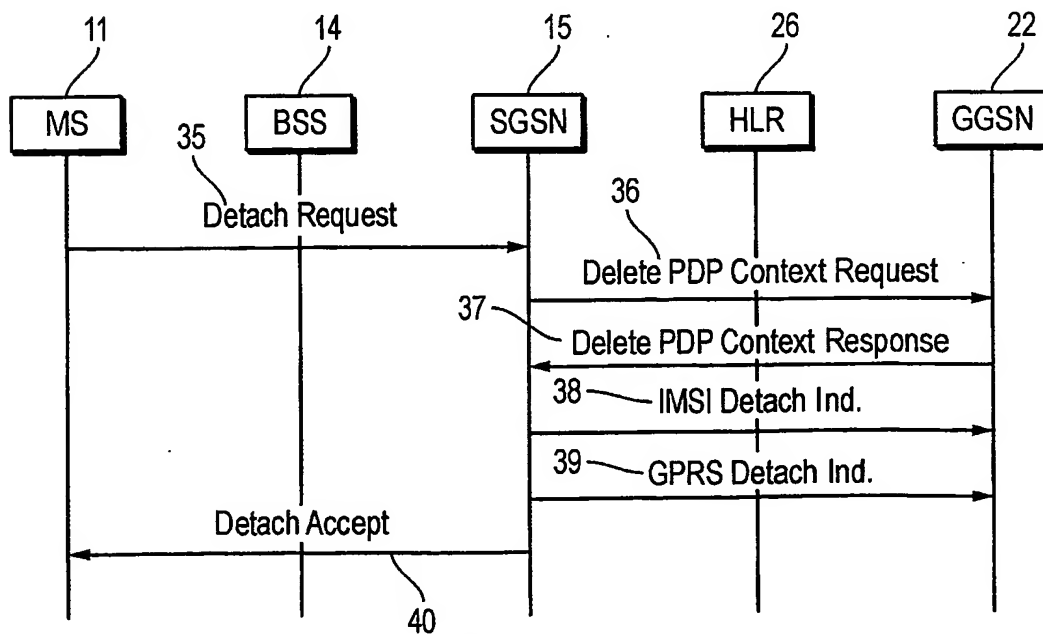 11
14
15
26
22
MS
BSS
SGSN
HLR
GGSN
35
Detach Request
36
Delete PDP Context Request
37
Delete PDP Context Response
38
IMSI Detach Ind.
39
GPRS Detach Ind.
Detach Accept
40